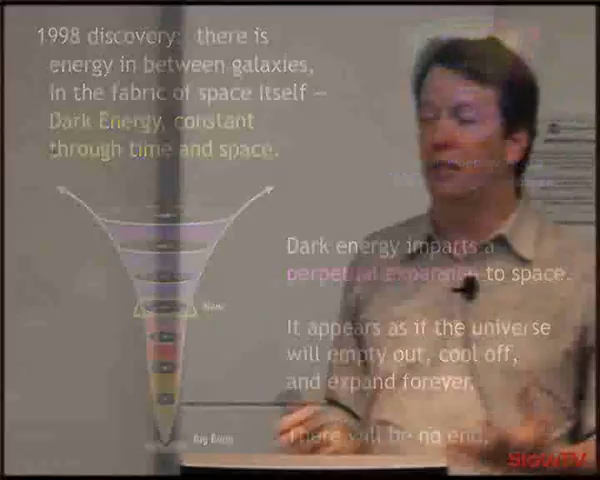 1998 discovery: there is
energy in between galaxies,
in the fabric of space itself —
Dark Energy, constant
through time and space.
Now
Dark energy imparts a
perpetual expansion to space.
It appears as if the universe
will empty out, cool off,
and expand forever.
Big Bang
There will be no end.
SlowTV